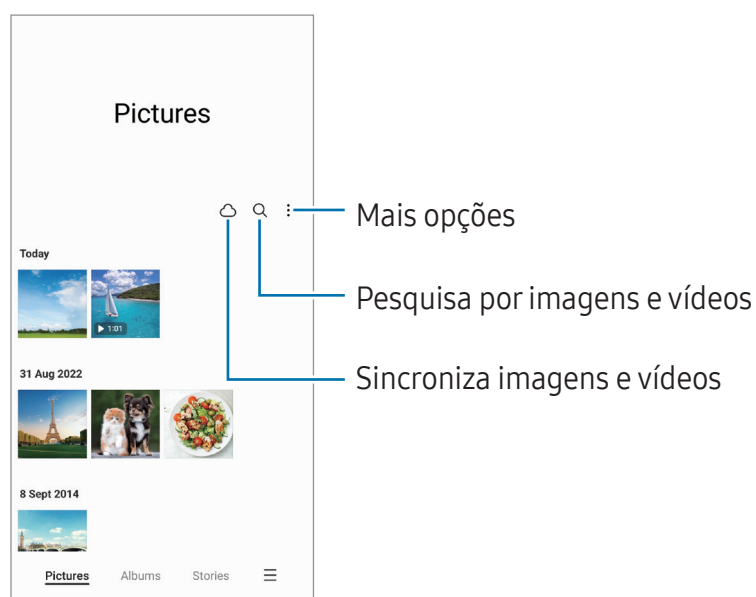 Pictures
Mais opções
Today
1:01
Pesquisa por imagens e vídeos
31 Aug 2022
Sincroniza imagens e vídeos
8 Sept 2014
Pictures Albums Stories